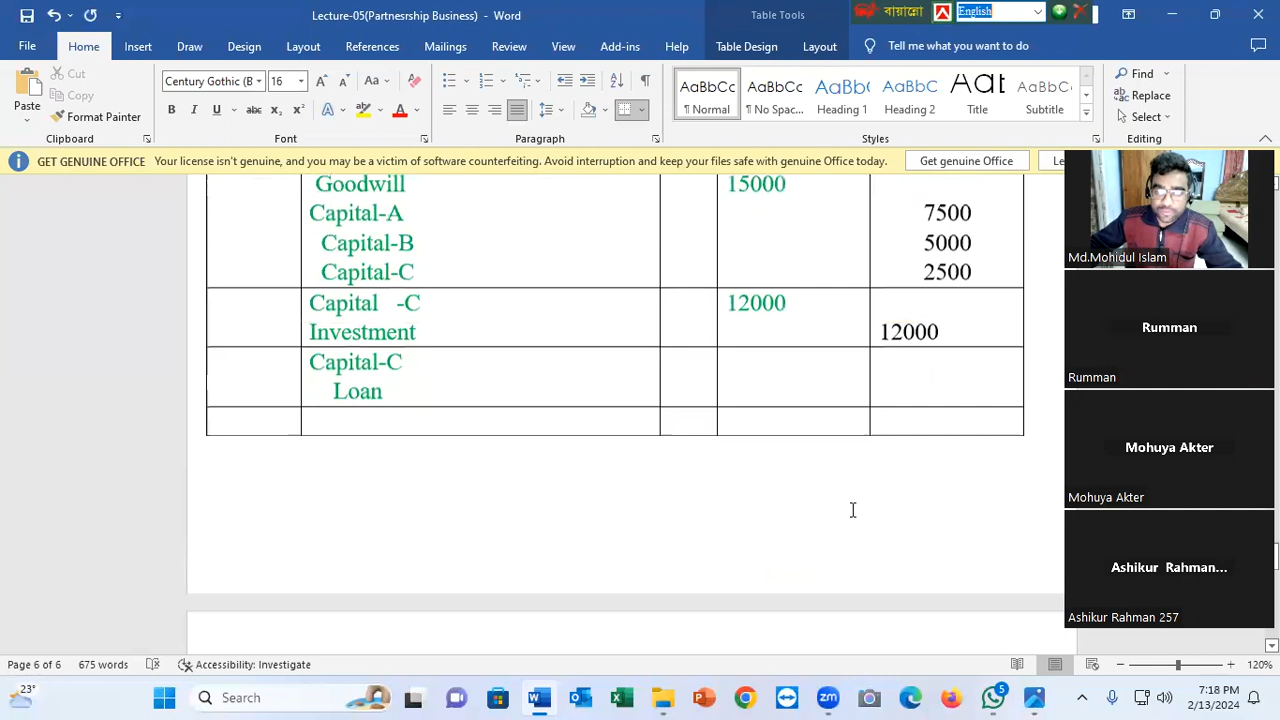 Lecture-05(Partnesrship Business) - Word
Table Tools
বায়ান্নো
English
File Home Insert Draw Design Layout References Mailings Review View Add-ins Help Table Design Layout Tell me what you want to do
Paste
Cut
Copy
Format Painter
Clipboard
Century Gothic (B 16
Font
Paragraph
AaBbCc
¶ Normal
AaBbCc
¶ No Spac...
AaBbC
Heading 1
AaBbC
Heading 2
Aat
Title
AaBbCc
Subtitle
Styles
Find
Replace
Select
Editing
GET GENUINE OFFICE Your license isn't genuine, and you may be a victim of software counterfeiting. Avoid interruption and keep your files safe with genuine Office today. Get genuine Office Le
Goodwill 15000
Capital-A 7500
Capital-B 5000
Capital-C 2500
Capital -C 12000
Investment 12000
Capital-C
Loan
Md.Mohidul Islam
Rumman
Rumman
Mohuya Akter
Mohuya Akter
Ashikur Rahman...
Ashikur Rahman 257
Page 6 of 6 675 words Accessibility: Investigate 120%
23°
Search
5
7:18 PM
2/13/2024